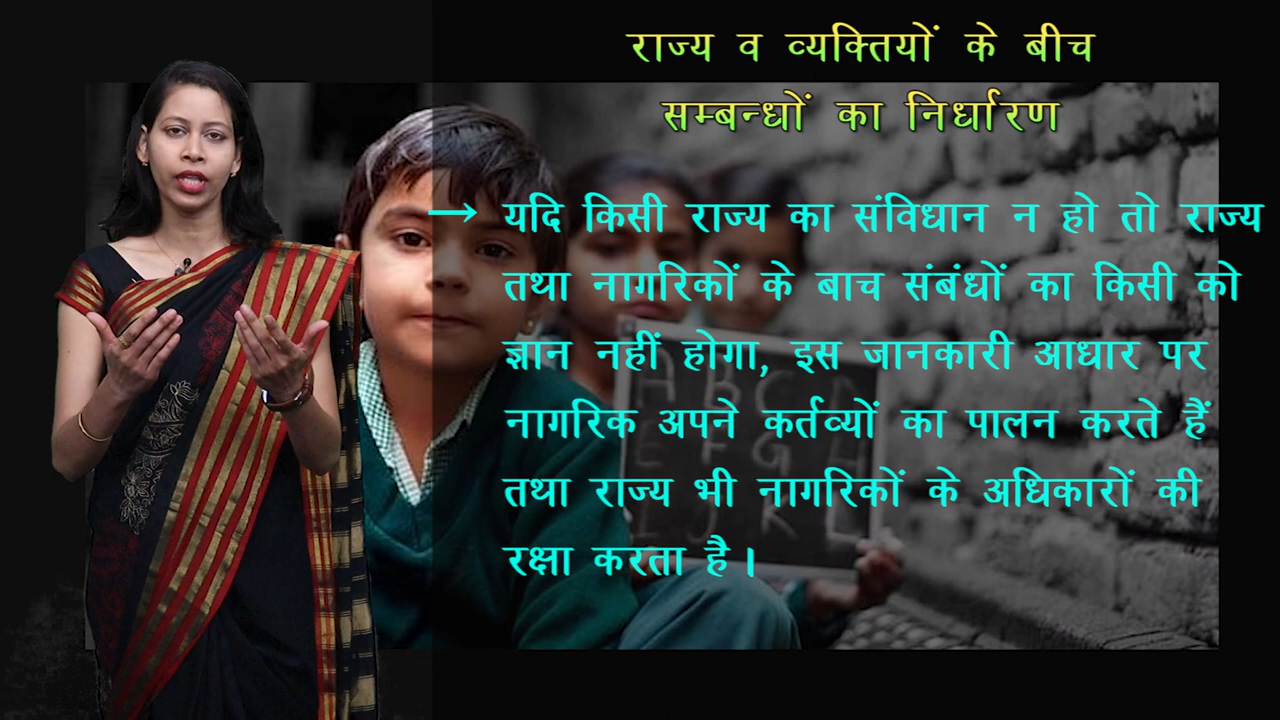 राज्य व व्यक्तियों के बीच
सम्बन्धों का निर्धारण
→ यदि किसी राज्य का संविधान न हो तो राज्य
तथा नागरिकों के बाच संबंधों का किसी को
ज्ञान नहीं होगा, इस जानकारी आधार पर
नागरिक अपने कर्तव्यों का पालन करते हैं
तथा राज्य भी नागरिकों के अधिकारों की
रक्षा करता है।